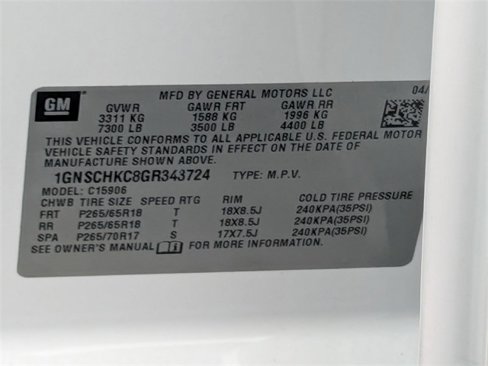 GM
MFD BY GENERAL MOTORS LLC 04/
GVWR GAWR FRT GAWR RR
3311 KG 1588 KG 1996 KG
7300 LB 3500 LB 4400 LB
THIS VEHICLE CONFORMS TO ALL APPLICABLE U.S. FEDERAL MOTOR
VEHICLE SAFETY STANDARDS IN EFFECT ON THE DATE OF
MANUFACTURE SHOWN ABOVE.
1GNSCHKC8GR343724 TYPE: M.P.V.
MODEL: C15906
CHWB TIRE SIZE SPEED RTG RIM COLD TIRE PRESSURE
FRT P265/65R18 T 18X8.5J 240KPA(35PSI)
RR P265/65R18 T 18X8.5J 240KPA(35PSI)
SPA P265/70R17 S 17X7.5J 240KPA(35PSI)
SEE OWNER'S MANUAL FOR MORE INFORMATION.